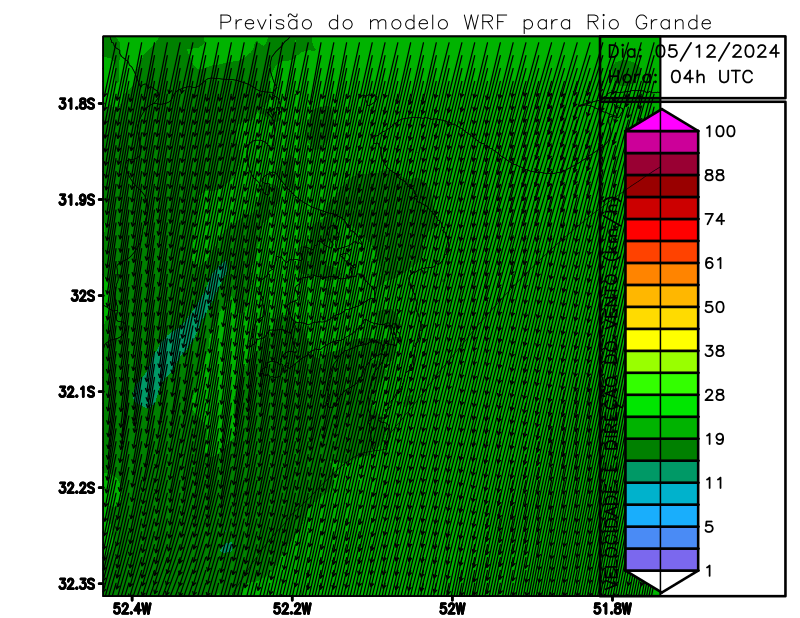 Previsão do modelo WRF para Rio Grande
Dia: 05/12/2024
Hora: 04h UTC
31.8S
31.9S
32S
32.1S
32.2S
32.3S
52.4W
52.2W
52W
51.8W
100
88
74
61
50
38
28
19
11
5
1
VELOCIDADE E DIREÇÃO DO VENTO (km/h)